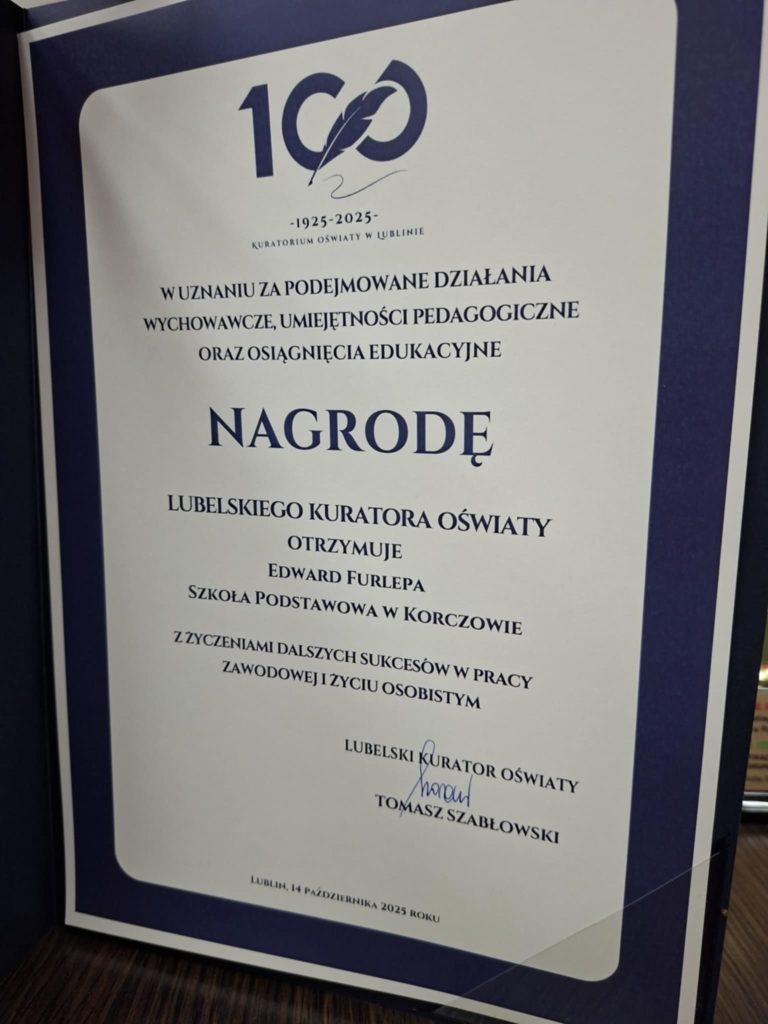 100
-1925-2025-
Kuratorium Oświaty w Lublinie
W UZNANIU ZA PODEJMOWANE DZIAŁANIA
WYCHOWAWCZE, UMIEJĘTNOŚCI PEDAGOGICZNE
ORAZ OSIĄGNIĘCIA EDUKACYJNE
NAGRODĘ
LUBELSKIEGO KURATORA OŚWIATY
OTRZYMUJE
Edward Furlepa
Szkoła Podstawowa w Korczowie
Z ŻYCZENIAMI DALSZYCH SUKCESÓW W PRACY
ZAWODOWEJ I ŻYCIU OSOBISTYM
LUBELSKI KURATOR OŚWIATY
TOMASZ SZABŁOWSKI
Lublin, 14 października 2025 roku